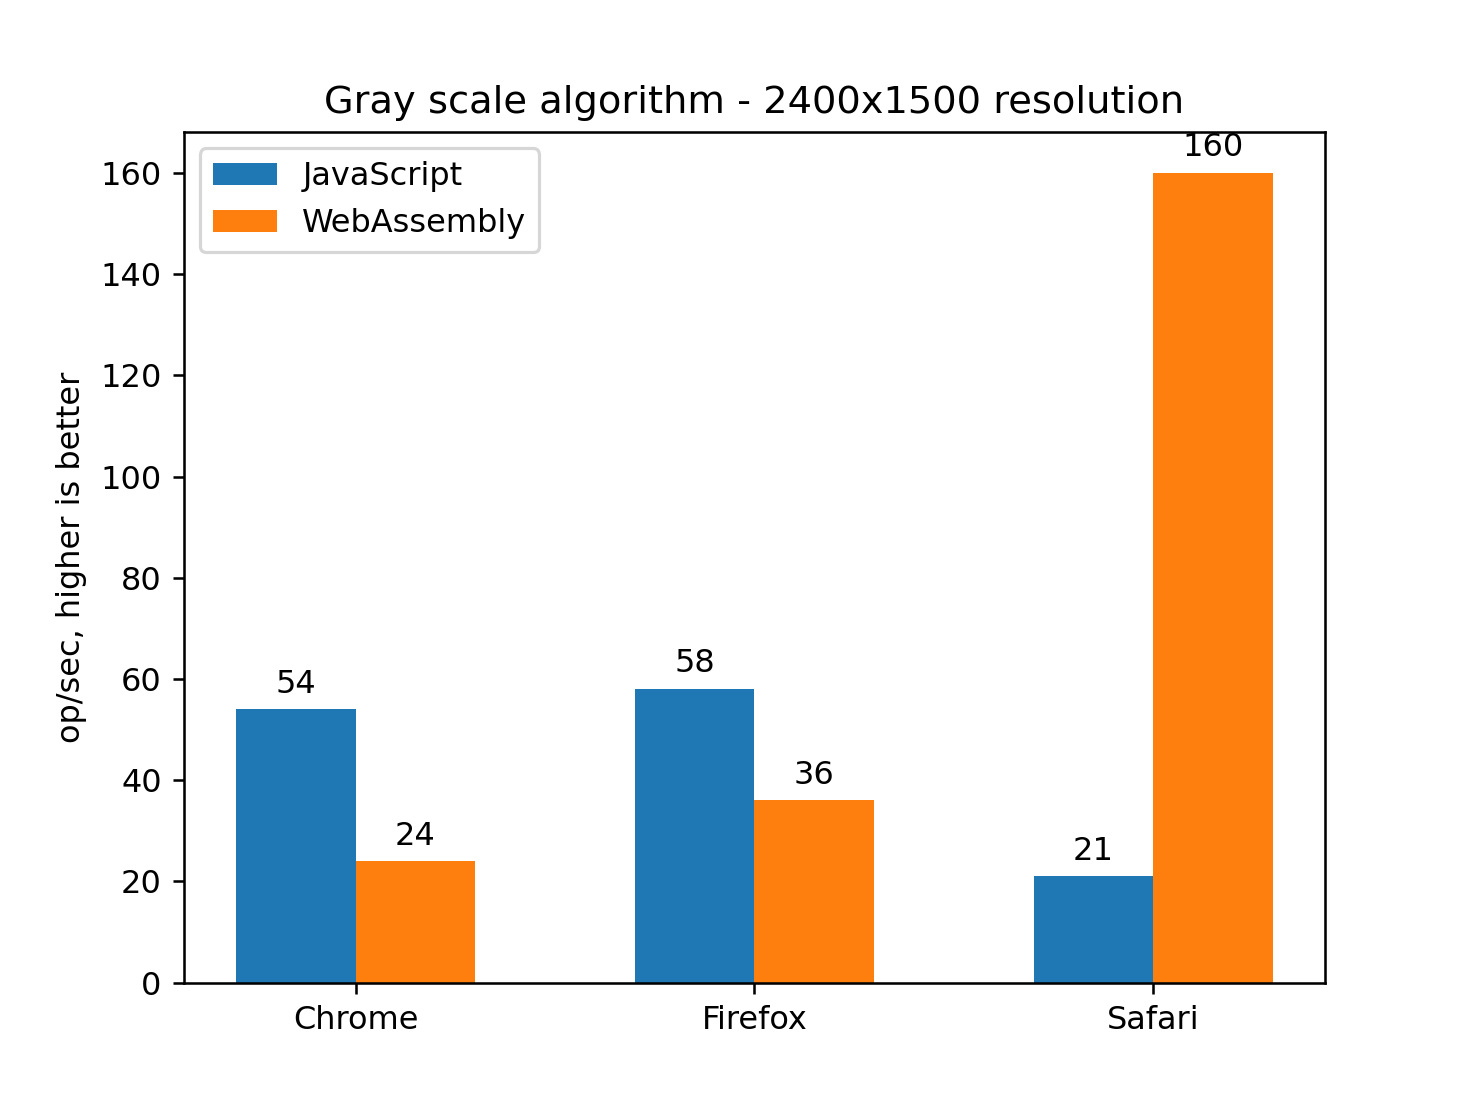 Gray scale algorithm - 2400x1500 resolution
JavaScript
WebAssembly
op/sec, higher is better
160
140
120
100
80
60
40
20
0
54
24
58
36
21
160
Chrome
Firefox
Safari